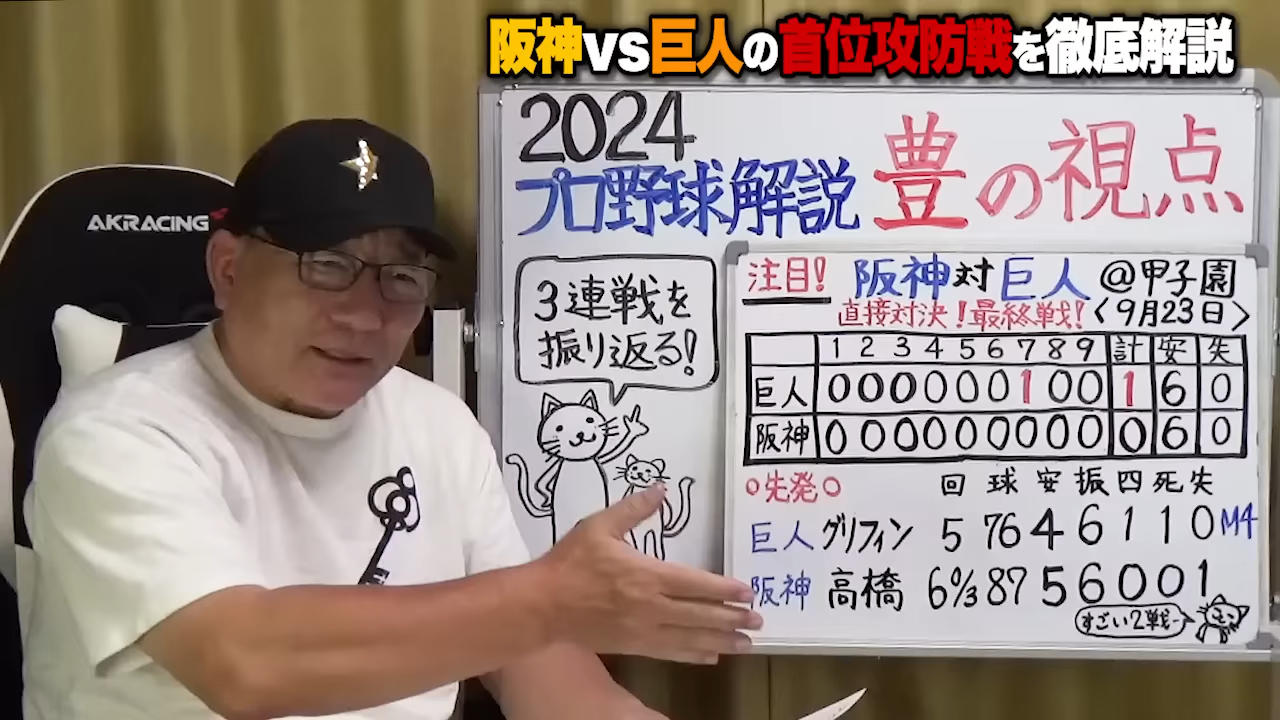 阪神vs巨人の首位攻防戦を徹底解説
AKRACING
2024
プロ野球解説 豊の視点
3連戦を
振り返る!
注目! 阪神対巨人 @甲子園
直接対決!最終戦! <9月23日>
1 2 3 4 5 6 7 8 9 計 安 失
巨人 0 0 0 0 0 0 1 0 0 1 6 0
阪神 0 0 0 0 0 0 0 0 0 0 6 0
○先発○ 回 球 安 振 四 死 失
巨人 グリフィン 5 76 4 6 1 1 0 M4
阪神 高橋 6 0/3 87 5 6 0 0 1
すごい2戦-